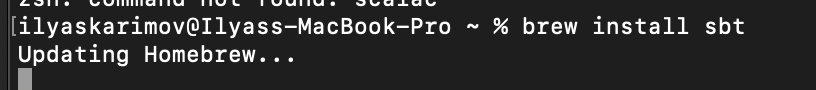 zsh: command not found: scalac
[ilyaskarimov@Ilyass-MacBook-Pro ~ % brew install sbt
Updating Homebrew...